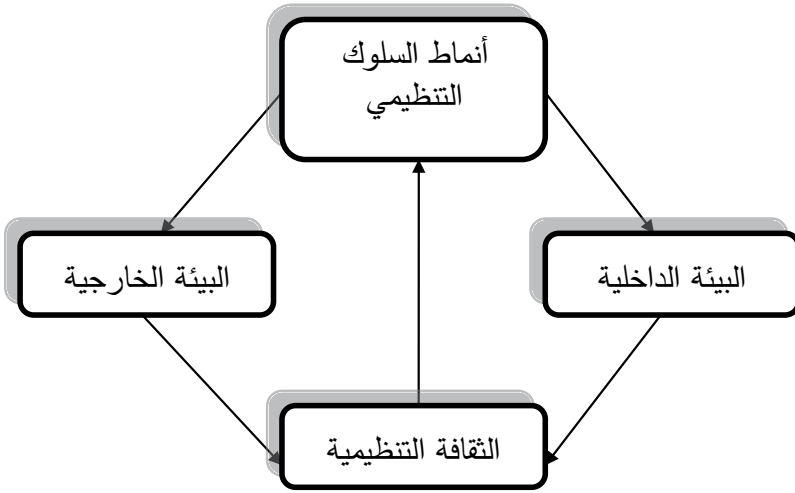 أنماط السلوك
التنظيمي
البيئة الداخلية
البيئة الخارجية
الثقافة التنظيمية